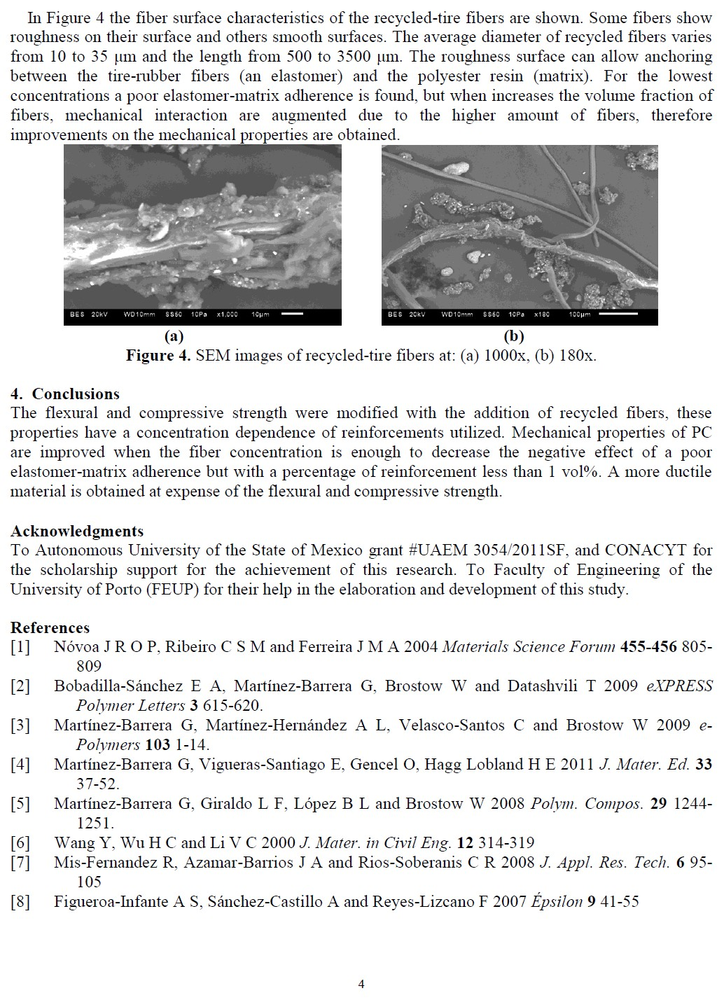 In Figure 4 the fiber surface characteristics of the recycled-tire fibers are shown. Some fibers show
roughness on their surface and others smooth surfaces. The average diameter of recycled fibers varies
from 10 to 35 μm and the length from 500 to 3500 μm. The roughness surface can allow anchoring
between the tire-rubber fibers (an elastomer) and the polyester resin (matrix). For the lowest
concentrations a poor elastomer-matrix adherence is found, but when increases the volume fraction of
fibers, mechanical interaction are augmented due to the higher amount of fibers, therefore
improvements on the mechanical properties are obtained.
BES 20kV WD10mm SS50 10Pa x1,000 10μm
BES 20kV WD10mm SS50 10Pa x180 100μm
(a) (b)
Figure 4. SEM images of recycled-tire fibers at: (a) 1000x, (b) 180x.
4. Conclusions
The flexural and compressive strength were modified with the addition of recycled fibers, these
properties have a concentration dependence of reinforcements utilized. Mechanical properties of PC
are improved when the fiber concentration is enough to decrease the negative effect of a poor
elastomer-matrix adherence but with a percentage of reinforcement less than 1 vol%. A more ductile
material is obtained at expense of the flexural and compressive strength.
Acknowledgments
To Autonomous University of the State of Mexico grant #UAEM 3054/2011SF, and CONACYT for
the scholarship support for the achievement of this research. To Faculty of Engineering of the
University of Porto (FEUP) for their help in the elaboration and development of this study.
References
[1] Nóvoa J R O P, Ribeiro C S M and Ferreira J M A 2004 Materials Science Forum 455-456 805-
809
[2] Bobadilla-Sánchez E A, Martínez-Barrera G, Brostow W and Datashvili T 2009 eXPRESS
Polymer Letters 3 615-620.
[3] Martínez-Barrera G, Martínez-Hernández A L, Velasco-Santos C and Brostow W 2009 e-
Polymers 103 1-14.
[4] Martínez-Barrera G, Vigueras-Santiago E, Gencel O, Hagg Lobland H E 2011 J. Mater. Ed. 33
37-52.
[5] Martínez-Barrera G, Giraldo L F, López B L and Brostow W 2008 Polym. Compos. 29 1244-
1251.
[6] Wang Y, Wu H C and Li V C 2000 J. Mater. in Civil Eng. 12 314-319
[7] Mis-Fernandez R, Azamar-Barrios J A and Rios-Soberanis C R 2008 J. Appl. Res. Tech. 6 95-
105
[8] Figueroa-Infante A S, Sánchez-Castillo A and Reyes-Lizcano F 2007 Épsilon 9 41-55
4